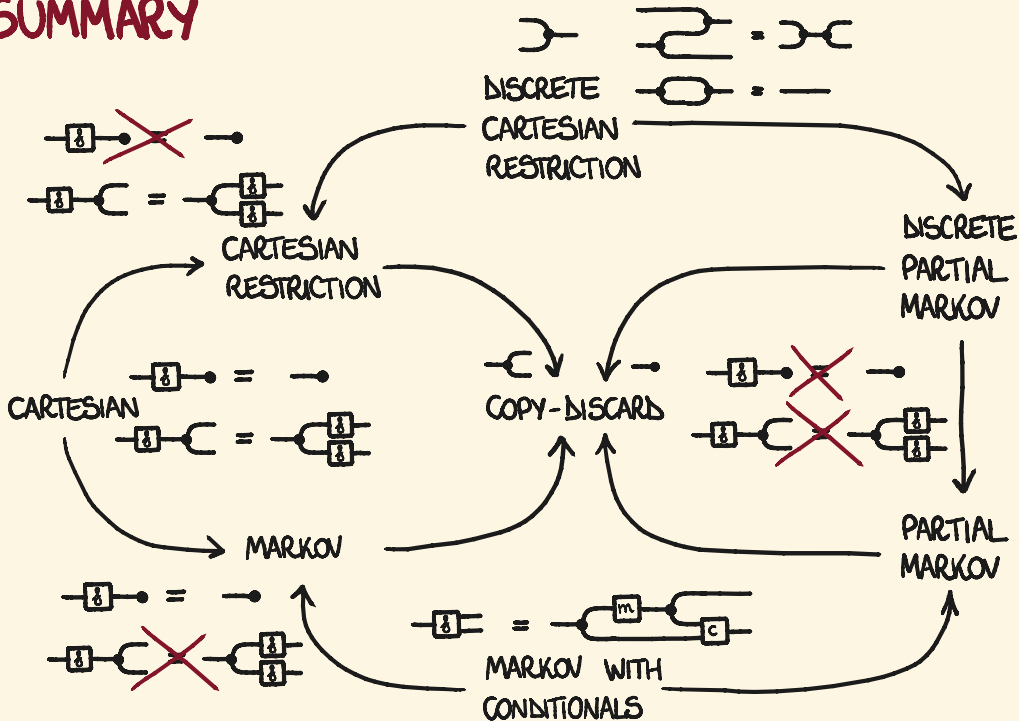 SUMMARY
DISCRETE
CARTESIAN
RESTRICTION
CARTESIAN
RESTRICTION
DISCRETE
PARTIAL
MARKOV
CARTESIAN
COPY-DISCARD
MARKOV
PARTIAL
MARKOV
m
c
MARKOV WITH
CONDITIONALS